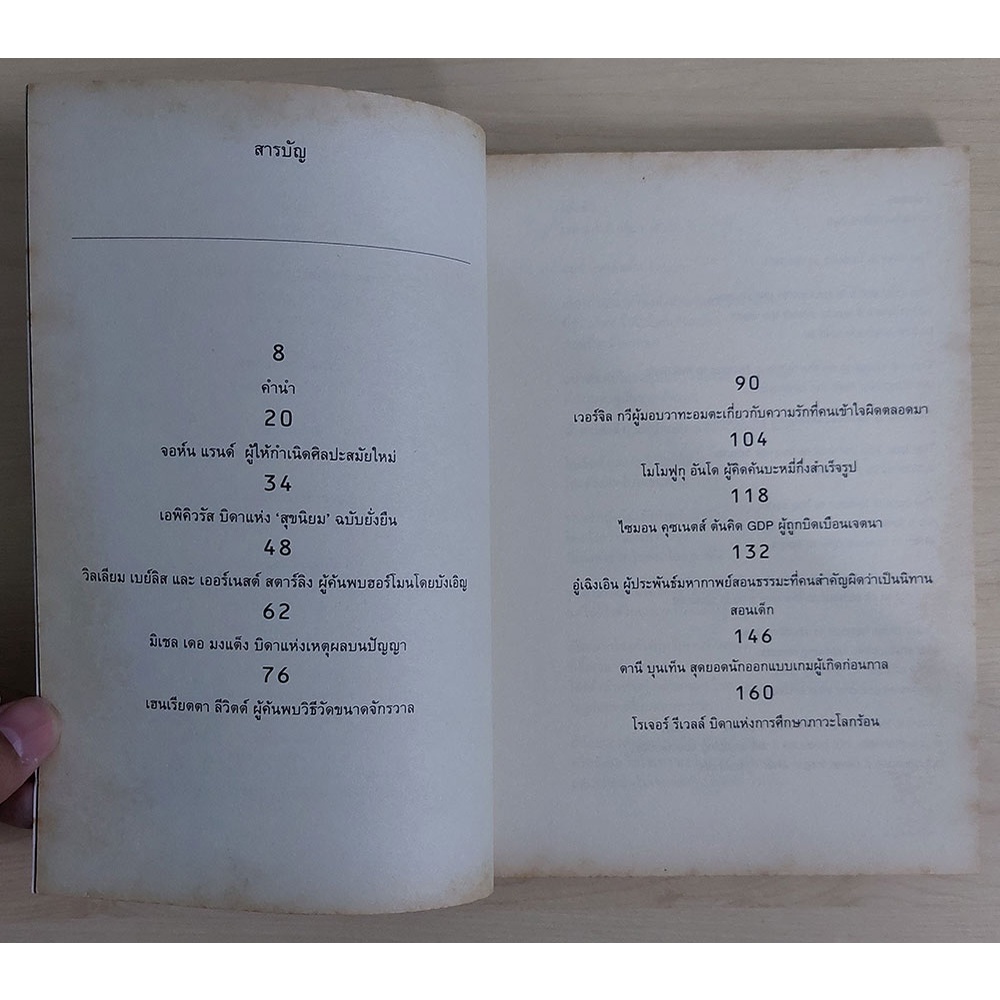 สารบัญ
8
คำนำ
20
จอห์น แรนด์ ผู้ให้กำเนิดศิลปะสมัยใหม่
34
เอพิคิวรัส บิดาแห่ง ‘สุขนิยม’ ฉบับยั่งยืน
48
วิลเลียม เบย์ลิส และ เออร์เนสต์ สตาร์ลิง ผู้ค้นพบฮอร์โมนโดยบังเอิญ
62
มิเชล เดอ มงแต็ง บิดาแห่งเหตุผลบนปัญญา
76
เฮนเรียตตา ลีวิตต์ ผู้ค้นพบวิธีวัดขนาดจักรวาล
90
เวอร์จิล กวีผู้มอบวาทะอมตะเกี่ยวกับความรักที่คนเข้าใจผิดตลอดมา
104
โมโมฟูกุ อันโด ผู้คิดค้นบะหมี่กึ่งสำเร็จรูป
118
ไซมอน คุซเนตส์ ต้นคิด GDP ผู้ถูกบิดเบือนเจตนา
132
อู๋เฉิงเอิน ผู้ประพันธ์มหากาพย์สอนธรรมะที่คนสำคัญผิดว่าเป็นนิทาน
สอนเด็ก
146
ดานี บุนเท็น สุดยอดนักออกแบบเกมผู้เกิดก่อนกาล
160
โรเจอร์ รีเวลล์ บิดาแห่งการศึกษาภาวะโลกร้อน